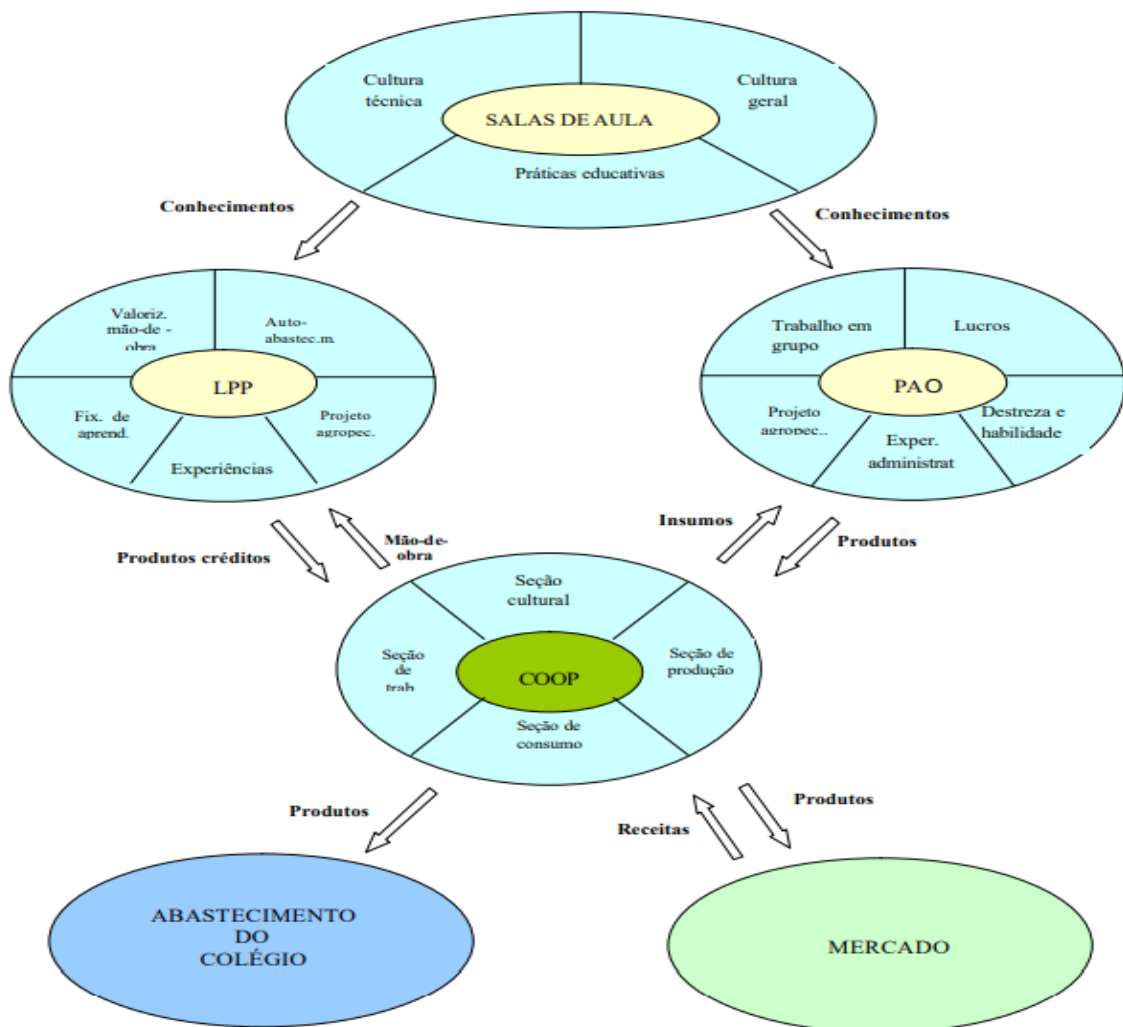 Cultura
técnica
Cultura
geral
SALAS DE AULA
Práticas educativas
Conhecimentos
Conhecimentos
Valoriz.
mão-de -
obra
Auto-
abastec.m.
LPP
Fix. de
aprend.
Projeto
agropec.
Experiências
Trabalho em
grupo
Lucros
PAO
Projeto
agropec..
Destreza e
habilidade
Exper.
administrat
Produtos créditos
Mão-de-
obra
Insumos
Produtos
Seção
cultural
Seção
de
trab
COOP
Seção de
produção
Seção de
consumo
Produtos
Receitas
Produtos
ABASTECIMENTO
DO
COLÉGIO
MERCADO